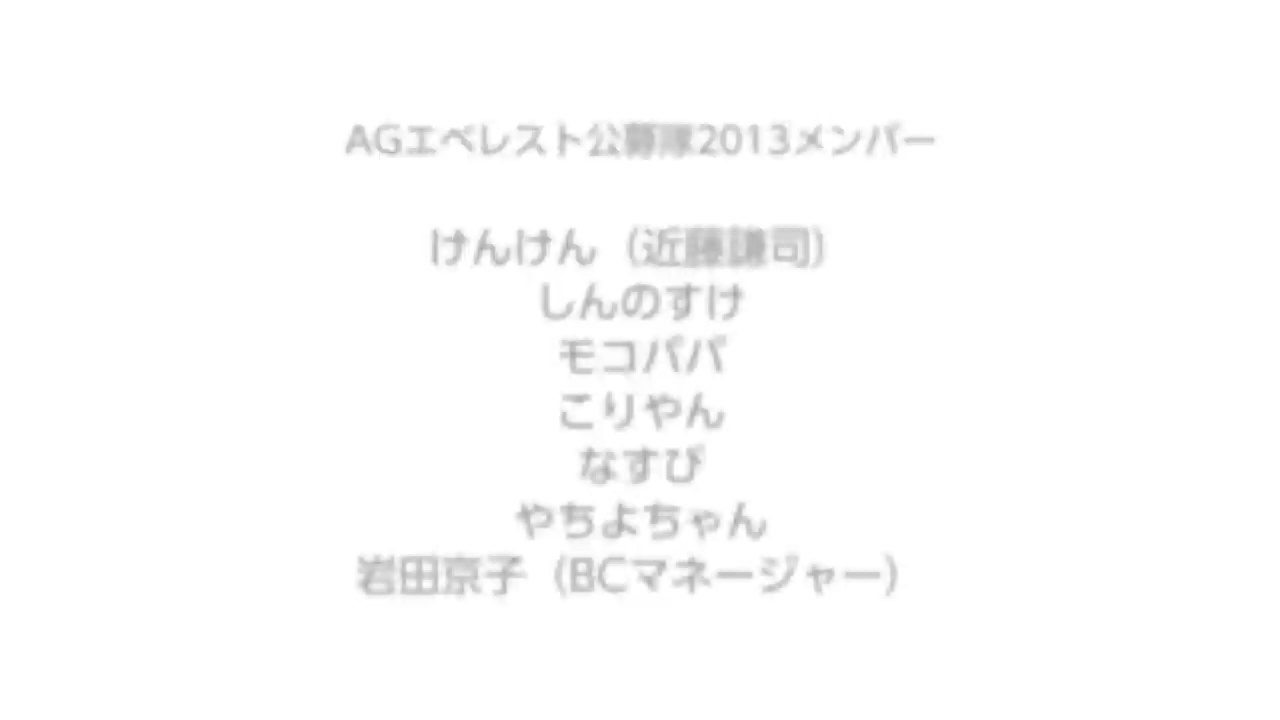 AGエベレスト公募隊2013メンバー
けんけん（近藤謙司）
しんのすけ
モコパパ
こりやん
なすび
やちよちゃん
岩田京子（BCマネージャー）